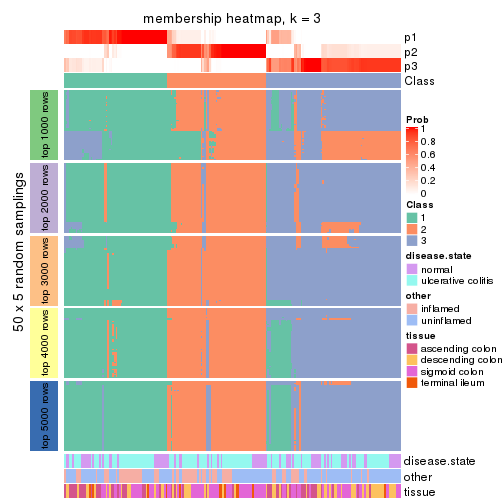 membership heatmap, k = 3
p1
p2
p3
Class
50 x 5 random samplings
top 1000 rows
top 2000 rows
top 3000 rows
top 4000 rows
top 5000 rows
disease.state
other
tissue
Prob
1
0.8
0.6
0.4
0.2
0
Class
1
2
3
disease.state
normal
ulcerative colitis
other
inflamed
uninflamed
tissue
ascending colon
descending colon
sigmoid colon
terminal ileum